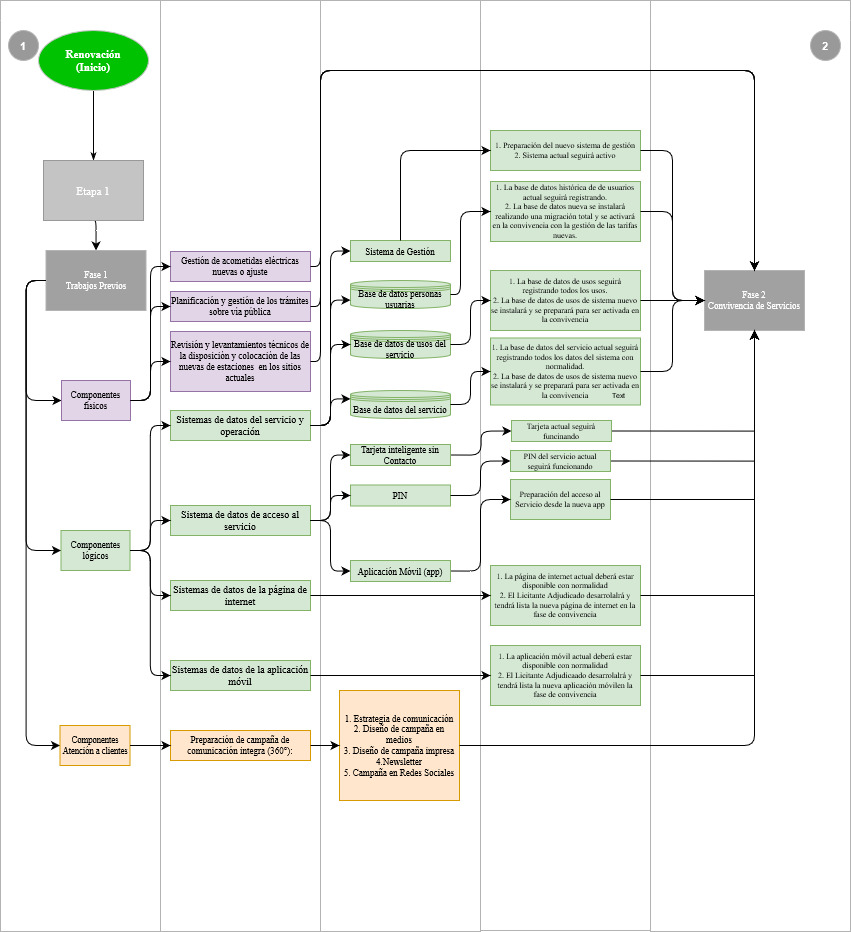 1
Renovación
(Inicio)
2
Etapa 1
Fase 1
Trabajos Previos
Componentes
físicos
Gestión de acometidas eléctricas
nuevas o ajuste
Planificación y gestión de los trámites
sobre vía pública
Revisión y levantamientos técnicos de
la disposición y colocación de las
nuevas de estaciones en los sitios
actuales
Componentes
lógicos
Sistemas de datos del servicio y
operación
Sistema de Gestión
1. Preparación del nuevo sistema de gestión
2. Sistema actual seguirá activo
Base de datos personas
usuarias
1. La base de datos histórica de de usuarios
actual seguirá registrando.
2. La base de datos nueva se instalará
realizando una migración total y se activará
en la convivencia con la gestión de las tarifas
nuevas.
Base de datos de usos del
servicio
1. La base de datos de usos seguirá
registrando todos los usos.
2. La base de datos de usos de sistema nuevo
se instalará y se preparará para ser activada en
la convivencia
Base de datos del servicio
1. La base de datos del servicio actual seguirá
registrando todos los datos del sistema con
normalidad.
2. La base de datos de usos de sistema nuevo
se instalará y se preparará para ser activada en
la convivencia
Text
Fase 2
Convivencia de Servicios
Sistema de datos de acceso al
servicio
Tarjeta inteligente sin
Contacto
Tarjeta actual seguirá
funcinando
PIN
PIN del servicio actual
seguirá funcionando
Aplicación Móvil (app)
Preparación del acceso al
Servicio desde la nueva app
Sistemas de datos de la página de
internet
1. La página de internet actual deberá estar
disponible con normalidad
2. El Licitante Adjudicado desarrolalrá y
tendrá lista la nueva página de internet en la
fase de convivencia
Sistemas de datos de la aplicación
móvil
1. La aplicación móvil actual deberá estar
disponible con normalidad
2. El Licitante Adjudicaado desarrolalrá y
tendrá lista la nueva aplicación móvilen la
fase de convivencia
Componentes
Atención a clientes
Preparación de campaña de
comunicación integra (360°):
1. Estrategia de comunicación
2. Diseño de campaña en
medios
3. Diseño de campaña impresa
4.Newsletter
5. Campaña en Redes Sociales